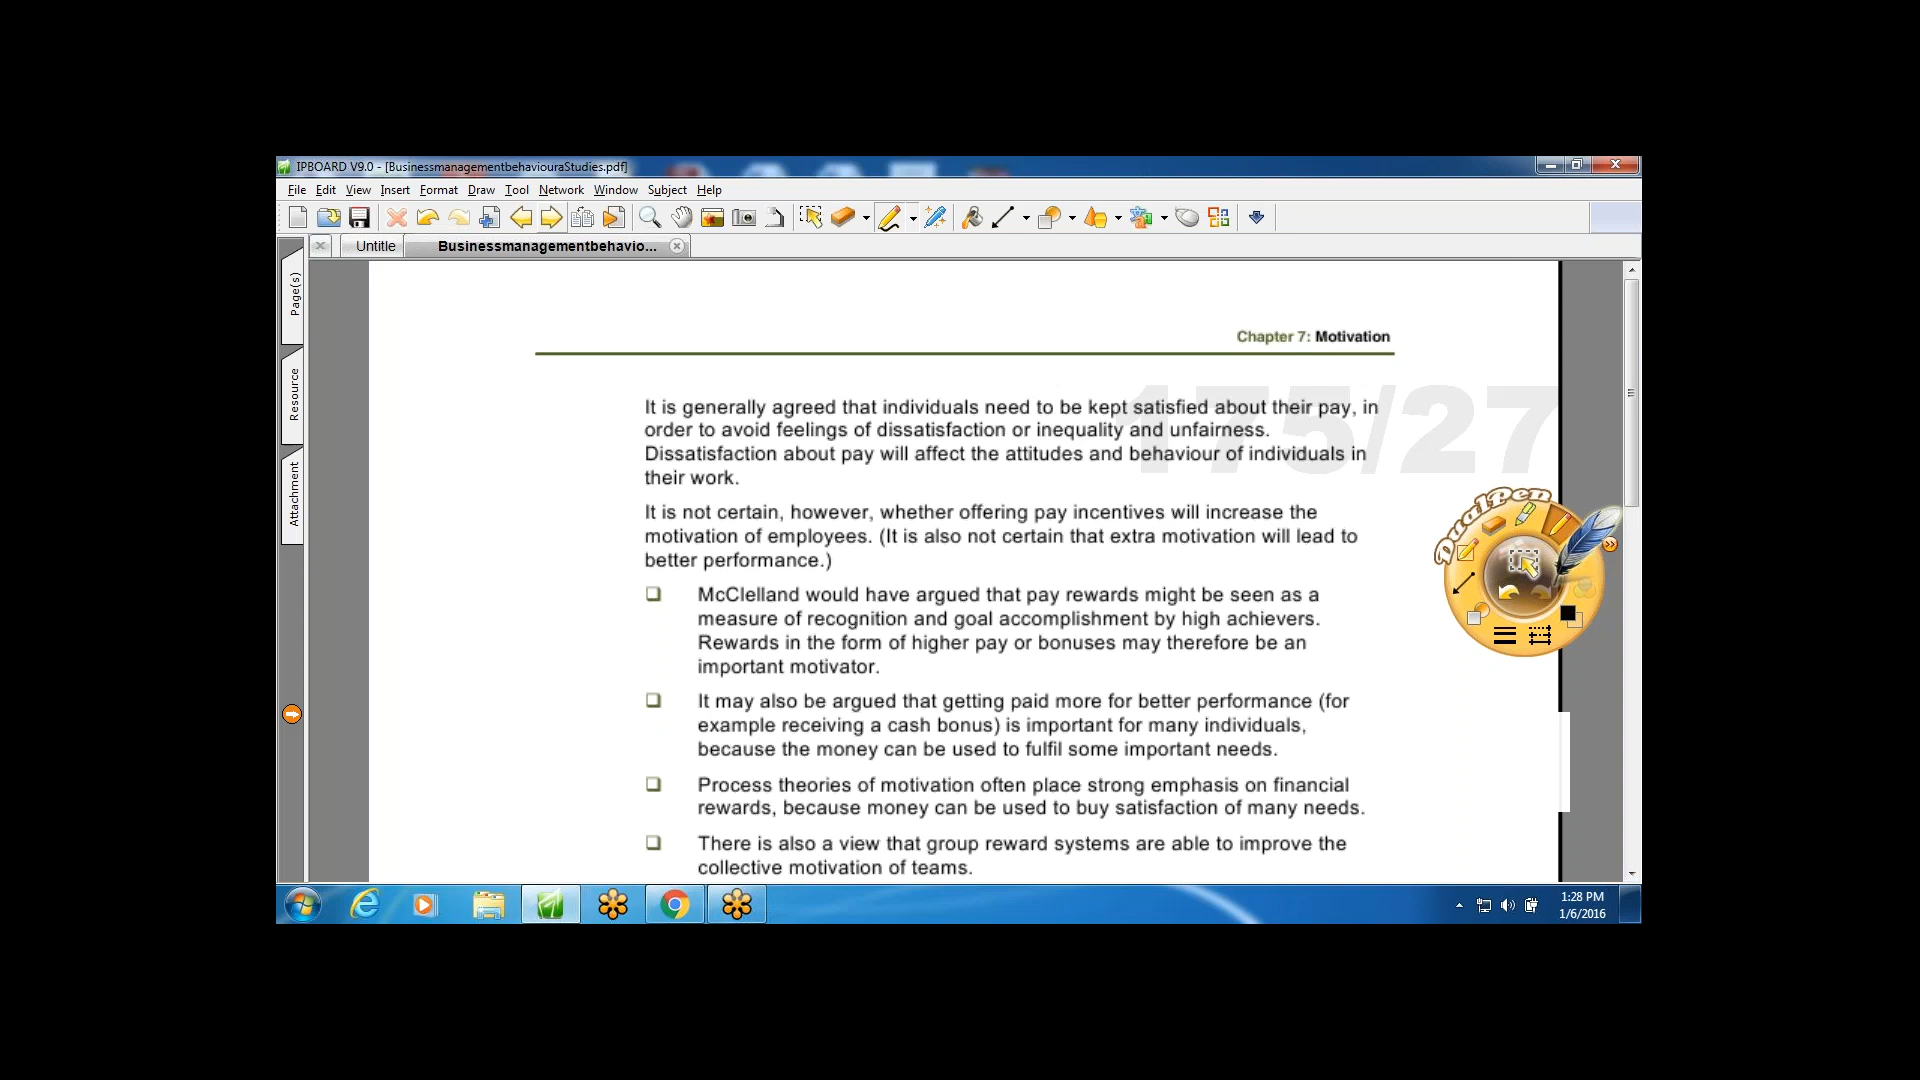 IPBOARD V9.0 - [BusinessmanagementbehaviouraStudies.pdf]
File Edit View Insert Format Draw Tool Network Window Subject Help
Untitle Businessmanagementbehavio...
Page(s)
Resource
Attachment
Chapter 7: Motivation
175/27
It is generally agreed that individuals need to be kept satisfied about their pay, in
order to avoid feelings of dissatisfaction or inequality and unfairness.
Dissatisfaction about pay will affect the attitudes and behaviour of individuals in
their work.
It is not certain, however, whether offering pay incentives will increase the
motivation of employees. (It is also not certain that extra motivation will lead to
better performance.)
McClelland would have argued that pay rewards might be seen as a
measure of recognition and goal accomplishment by high achievers.
Rewards in the form of higher pay or bonuses may therefore be an
important motivator.
It may also be argued that getting paid more for better performance (for
example receiving a cash bonus) is important for many individuals,
because the money can be used to fulfil some important needs.
Process theories of motivation often place strong emphasis on financial
rewards, because money can be used to buy satisfaction of many needs.
There is also a view that group reward systems are able to improve the
collective motivation of teams.
DualPen
1:28 PM
1/6/2016